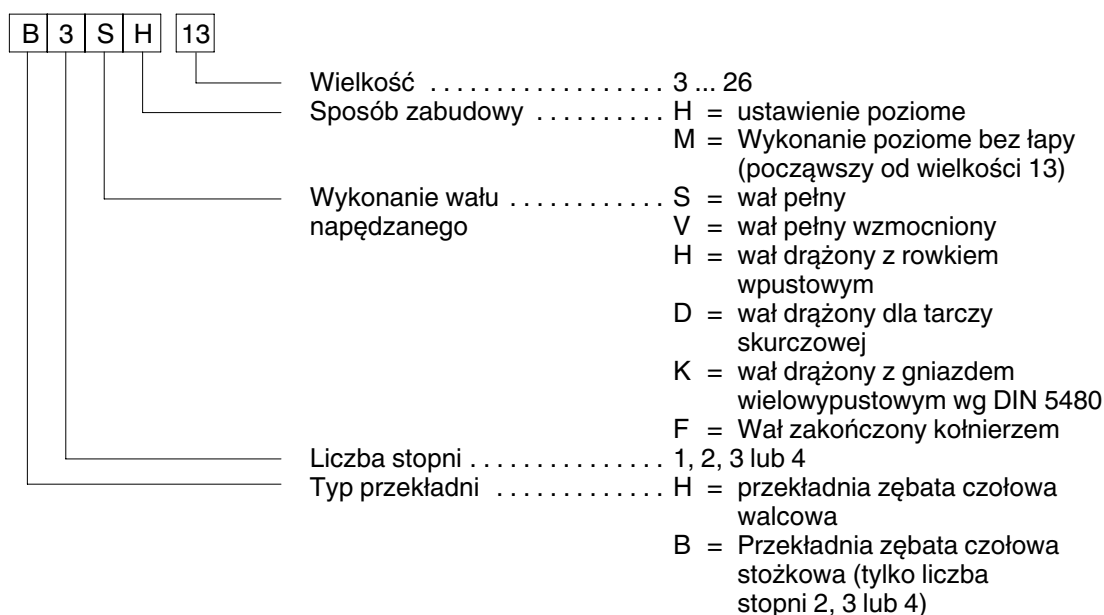 B 3 S H 13
Wielkość . . . . . . . . . . . . . . . . . . . 3 ... 26
Sposób zabudowy . . . . . . . . . . H = ustawienie poziome
M = Wykonanie poziome bez łapy
(począwszy od wielkości 13)
Wykonanie wału . . . . . . . . . . . . S = wał pełny
napędzanego V = wał pełny wzmocniony
H = wał drążony z rowkiem
wpustowym
D = wał drążony dla tarczy
skurczowej
K = wał drążony z gniazdem
wielowypustowym wg DIN 5480
F = Wał zakończony kołnierzem
Liczba stopni . . . . . . . . . . . . . . . 1, 2, 3 lub 4
Typ przekładni . . . . . . . . . . . . . H = przekładnia zębata czołowa
walcowa
B = Przekładnia zębata czołowa
stożkowa (tylko liczba
stopni 2, 3 lub 4)